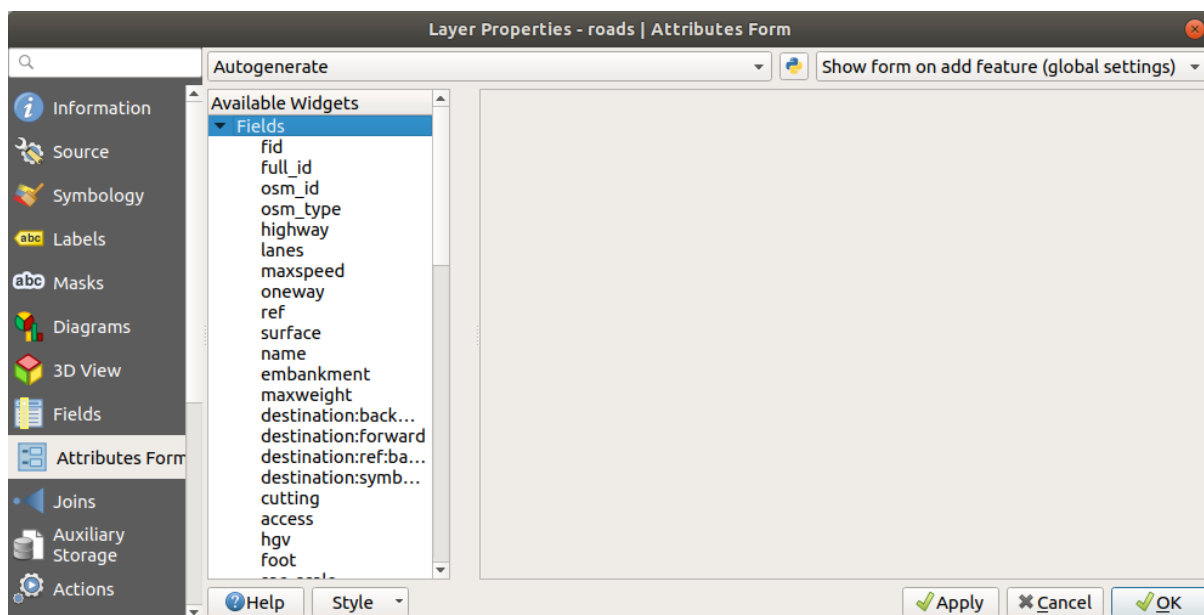 Layer Properties - roads | Attributes Form
Autogenerate
Show form on add feature (global settings)
Information
Source
Symbology
abc Labels
abc Masks
Diagrams
3D View
Fields
Attributes Form
Joins
Auxiliary
Storage
Actions
Available Widgets
Fields
fid
full_id
osm_id
osm_type
highway
lanes
maxspeed
oneway
ref
surface
name
embankment
maxweight
destination:back...
destination:forward
destination:ref:ba...
destination:symb...
cutting
access
hgv
foot
Help
Style
Apply
Cancel
OK